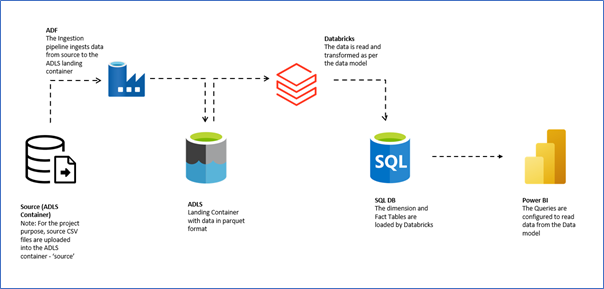 ADF
The Ingestion
pipeline ingests data
from source to the
ADLS landing
container
Databricks
The data is read and
transformed as per
the data model
SQL
Source (ADLS
Container)
Note: For the project
purpose, source CSV
files are uploaded
into the ADLS
container - 'source'
ADLS
Landing Container
with data in parquet
format
SQL DB
The dimension and
Fact Tables are
loaded by Databricks
Power BI
The Queries are
configured to read
data from the Data
model